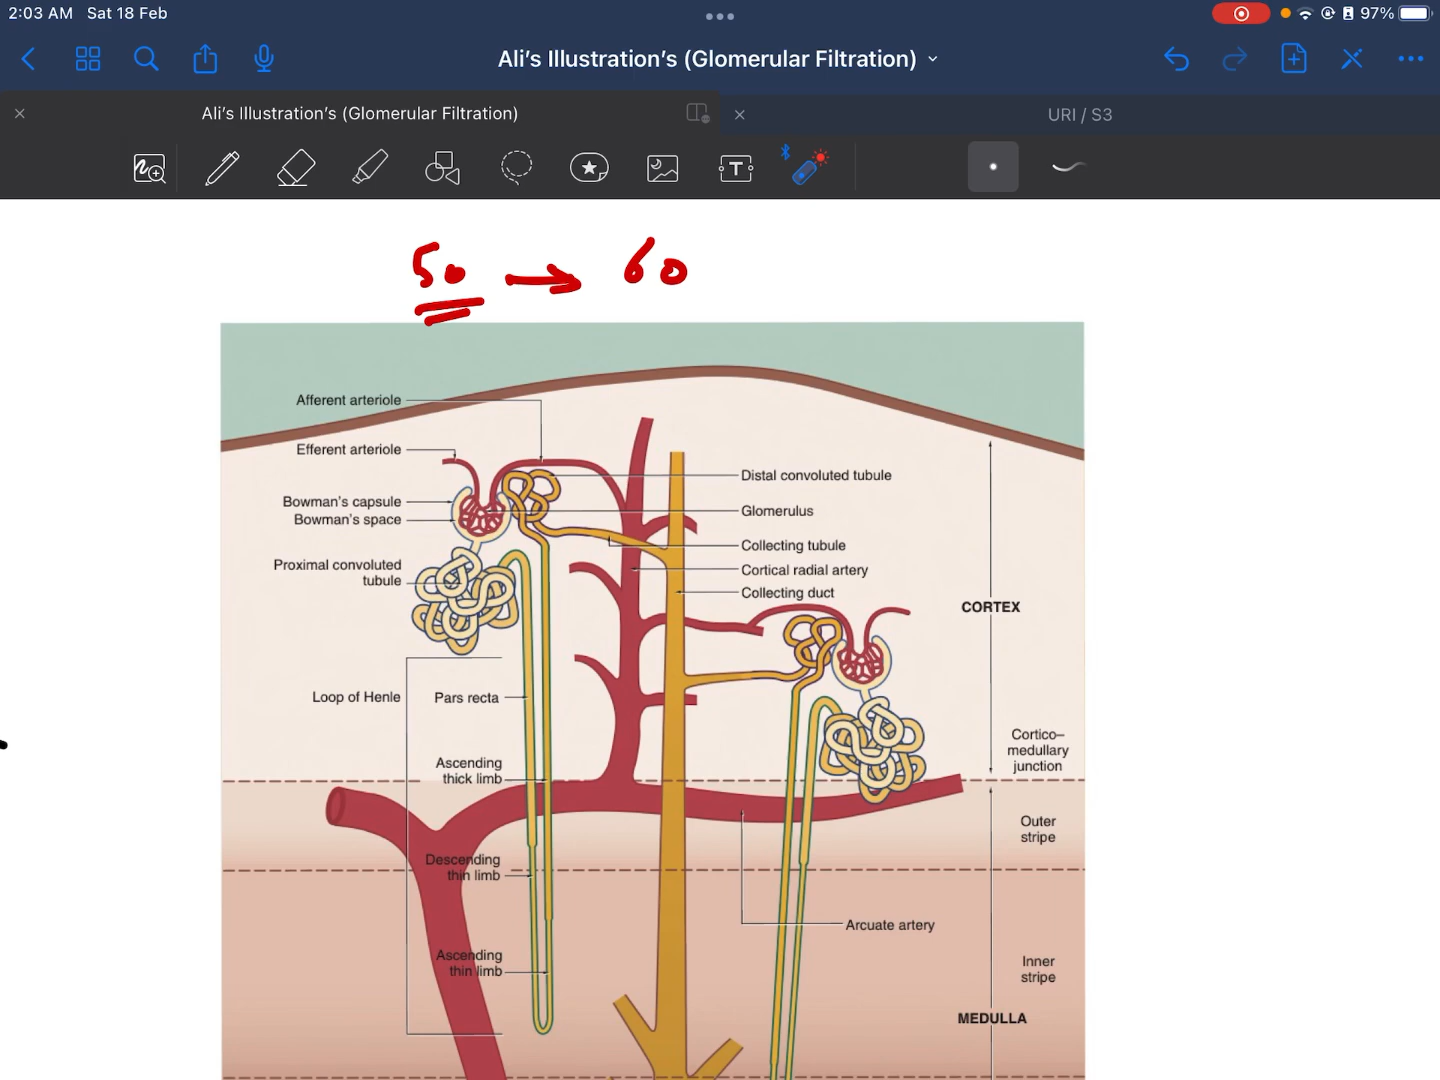 2:03 AM Sat 18 Feb
97%
Ali's Illustration's (Glomerular Filtration)
Ali's Illustration's (Glomerular Filtration)
URI / S3
T
50 → 60
Afferent arteriole
Efferent arteriole
Bowman's capsule
Bowman's space
Proximal convoluted
tubule
Distal convoluted tubule
Glomerulus
Collecting tubule
Cortical radial artery
Collecting duct
CORTEX
Loop of Henle
Pars recta
Cortico–
medullary
junction
Ascending
thick limb
Outer
stripe
Descending
thin limb
Arcuate artery
Ascending
thin limb
Inner
stripe
MEDULLA